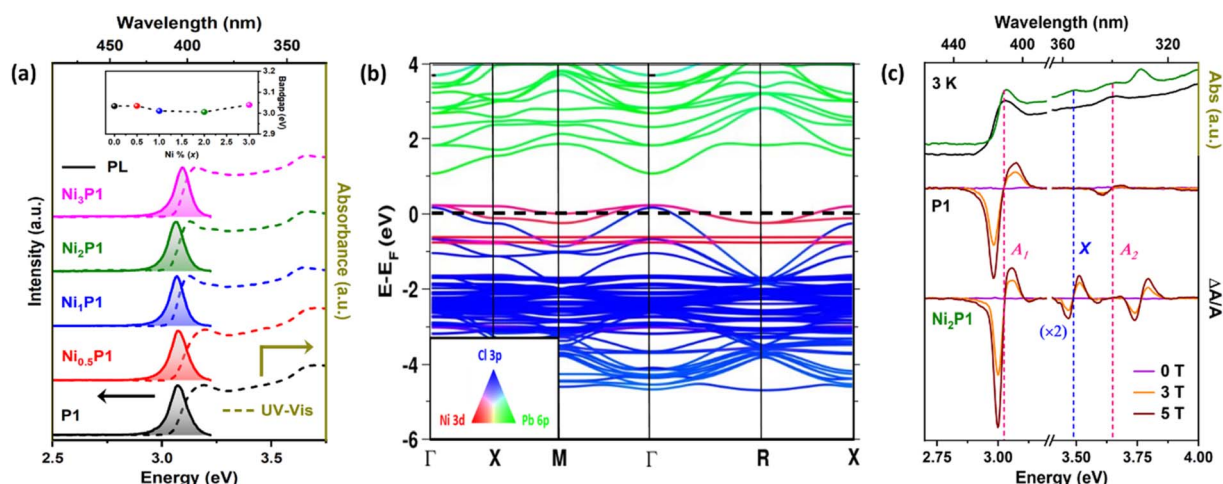 Wavelength (nm)
450
400
350
(a)
3.2
3.1
3.0
2.9
Bandgap (eV)
0.0
0.5
1.0
1.5
2.0
2.5
3.0
Ni % (x)
PL
Ni3P1
Ni2P1
Ni1P1
Ni0.5P1
P1
UV-Vis
Intensity (a.u.)
Absorbance (a.u.)
2.5
3.0
3.5
Energy (eV)
(b)
E-EF (eV)
4
2
0
-2
-4
-6
Cl 3p
Ni 3d
Pb 6p
Γ
X
M
Γ
R
X
Wavelength (nm)
440
400
360
320
(c)
3 K
Abs (a.u.)
P1
A1
X
A2
Ni2P1
(×2)
ΔA/A
0 T
3 T
5 T
2.75
3.00
3.50
3.75
4.00
Energy (eV)